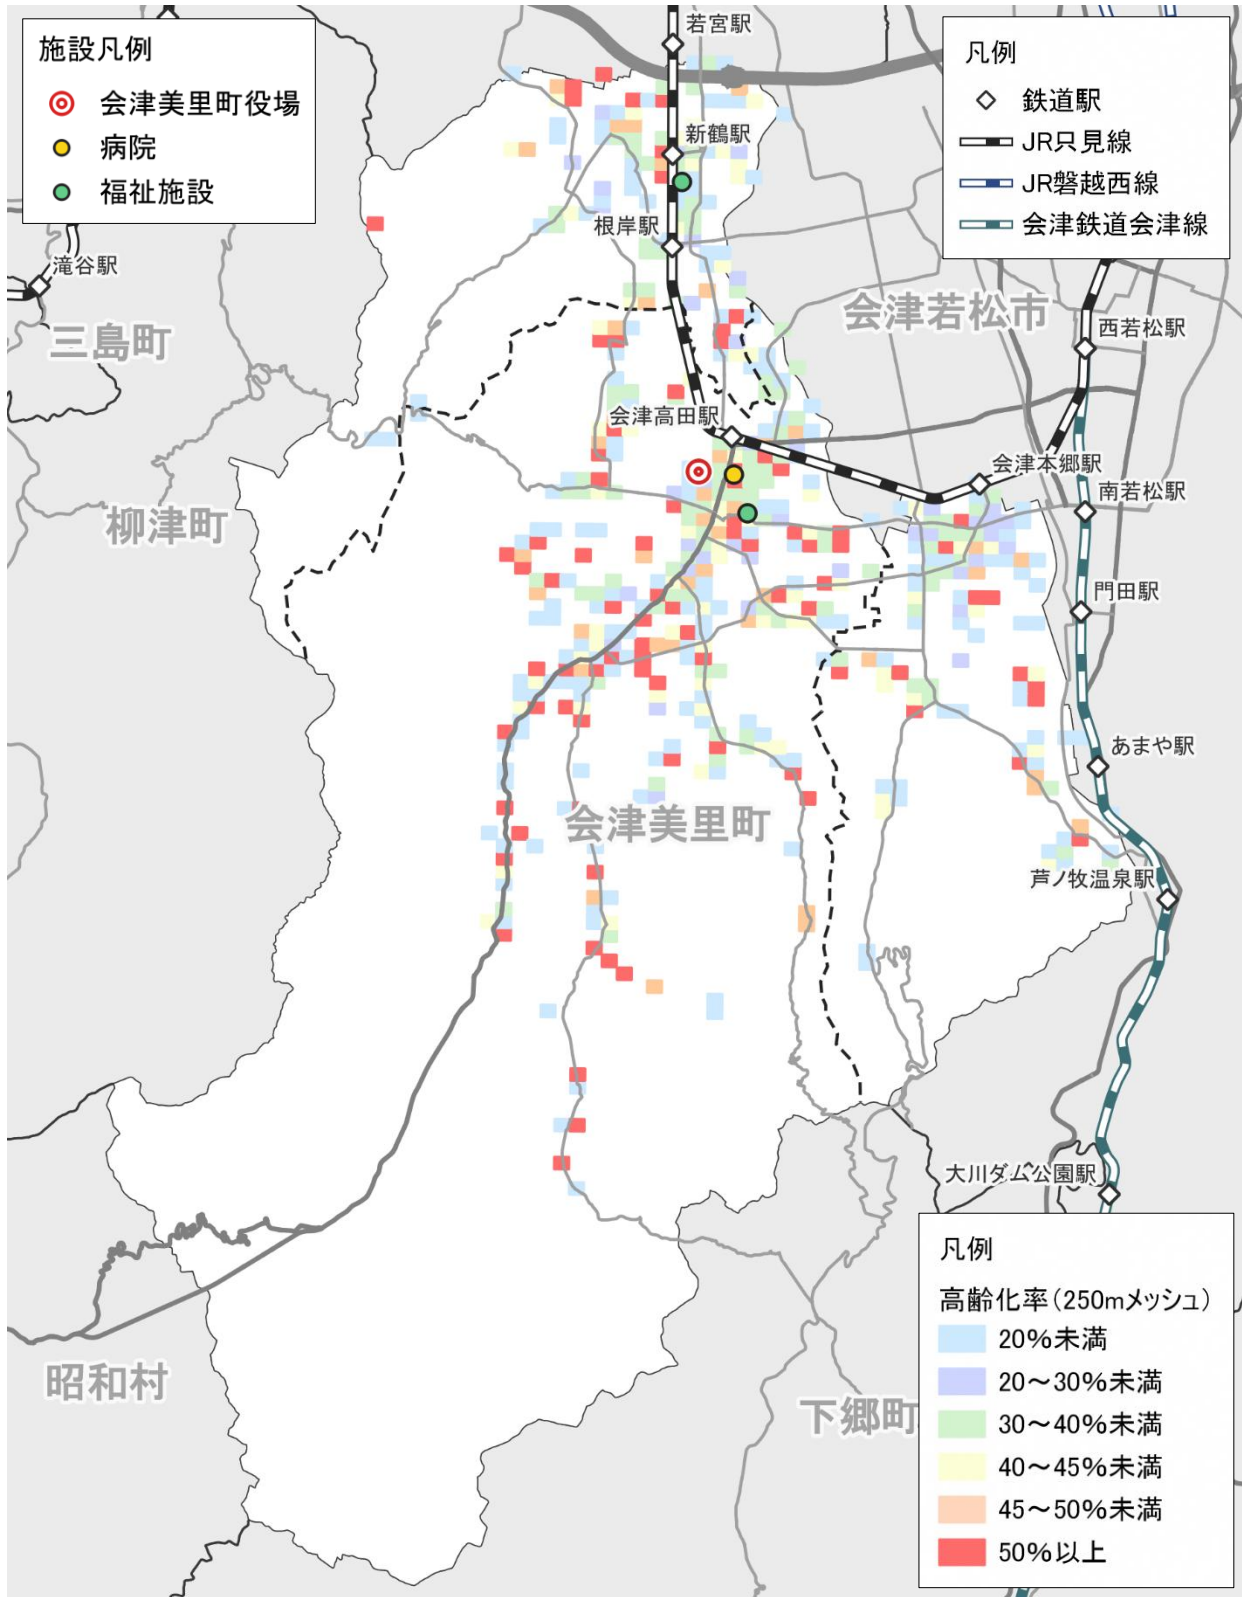 施設凡例
会津美里町役場
病院
福祉施設
凡例
鉄道駅
JR只見線
JR磐越西線
会津鉄道会津線
若宮駅
新鶴駅
根岸駅
滝谷駅
三島町
会津若松市
西若松駅
会津高田駅
会津本郷駅
南若松駅
柳津町
門田駅
あまや駅
会津美里町
芦ノ牧温泉駅
大川ダム公園駅
昭和村
下郷町
凡例
高齢化率(250mメッシュ)
20%未満
20~30%未満
30~40%未満
40~45%未満
45~50%未満
50%以上